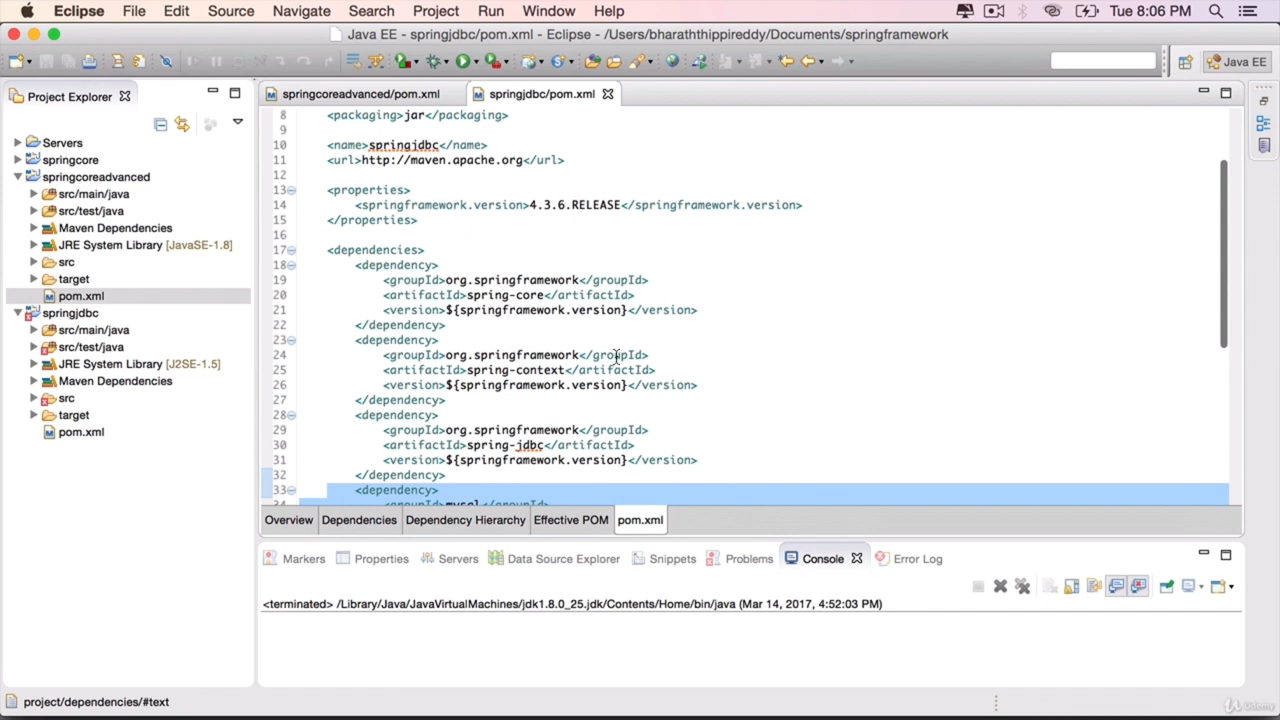 Eclipse File Edit Source Navigate Search Project Run Window Help Tue 8:06 PM
Java EE - springjdbc/pom.xml - Eclipse - /Users/bharaththippireddy/Documents/springframework
Java EE
Project Explorer
Servers
springcore
springcoreadvanced
src/main/java
src/test/java
Maven Dependencies
JRE System Library [JavaSE-1.8]
src
target
pom.xml
springjdbc
src/main/java
src/test/java
JRE System Library [J2SE-1.5]
Maven Dependencies
src
target
pom.xml
springcoreadvanced/pom.xml springjdbc/pom.xml
8 <packaging>jar</packaging>
9
10 <name>springjdbc</name>
11 <url>http://maven.apache.org</url>
12
13 <properties>
14 <springframework.version>4.3.6.RELEASE</springframework.version>
15 </properties>
16
17 <dependencies>
18 <dependency>
19 <groupId>org.springframework</groupId>
20 <artifactId>spring-core</artifactId>
21 <version>${springframework.version}</version>
22 </dependency>
23 <dependency>
24 <groupId>org.springframework</groupId>
25 <artifactId>spring-context</artifactId>
26 <version>${springframework.version}</version>
27 </dependency>
28 <dependency>
29 <groupId>org.springframework</groupId>
30 <artifactId>spring-jdbc</artifactId>
31 <version>${springframework.version}</version>
32 </dependency>
33 <dependency>
34 <groupId>mysql</groupId>
Overview Dependencies Dependency Hierarchy Effective POM pom.xml
Markers Properties Servers Data Source Explorer Snippets Problems Console Error Log
<terminated> /Library/Java/JavaVirtualMachines/jdk1.8.0_25.jdk/Contents/Home/bin/java (Mar 14, 2017, 4:52:03 PM)
project/dependencies/#text
Udemy